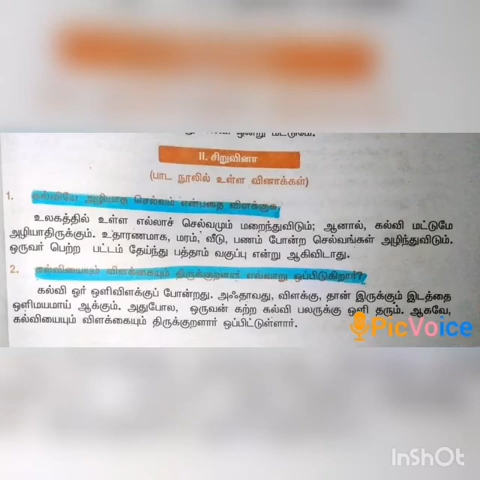 II. சிறுவினா
(பாட நூலில் உள்ள வினாக்கள்)
1. கல்வியே அழியாத செல்வம் என்பதை விளக்குக.
உலகத்தில் உள்ள எல்லாச் செல்வமும் மறைந்துவிடும்; ஆனால், கல்வி மட்டுமே
அழியாதிருக்கும். உதாரணமாக, மரம், வீடு, பணம் போன்ற செல்வங்கள் அழிந்துவிடும்.
ஒருவர் பெற்ற பட்டம் தேய்ந்து பத்தாம் வகுப்பு என்று ஆகிவிடாது.
2. கல்வியையும் விளக்கையும் திருக்குறளார் எவ்வாறு ஒப்பிடுகிறார்?
கல்வி ஓர் ஒளிவிளக்குப் போன்றது. அஃதாவது, விளக்கு, தான் இருக்கும் இடத்தை
ஒளிமயமாய் ஆக்கும். அதுபோல, ஒருவன் கற்ற கல்வி பலருக்கு ஒளி தரும். ஆகவே,
கல்வியையும் விளக்கையும் திருக்குறளார் ஒப்பிட்டுள்ளார்.
PicVoice
InShOt